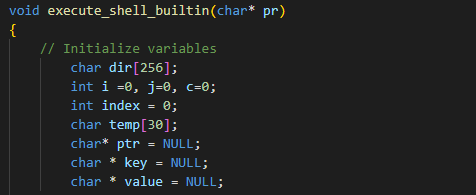 void execute_shell_builtin(char* pr)
{
// Initialize variables
char dir[256];
int i =0, j=0, c=0;
int index = 0;
char temp[30];
char* ptr = NULL;
char * key = NULL;
char * value = NULL;